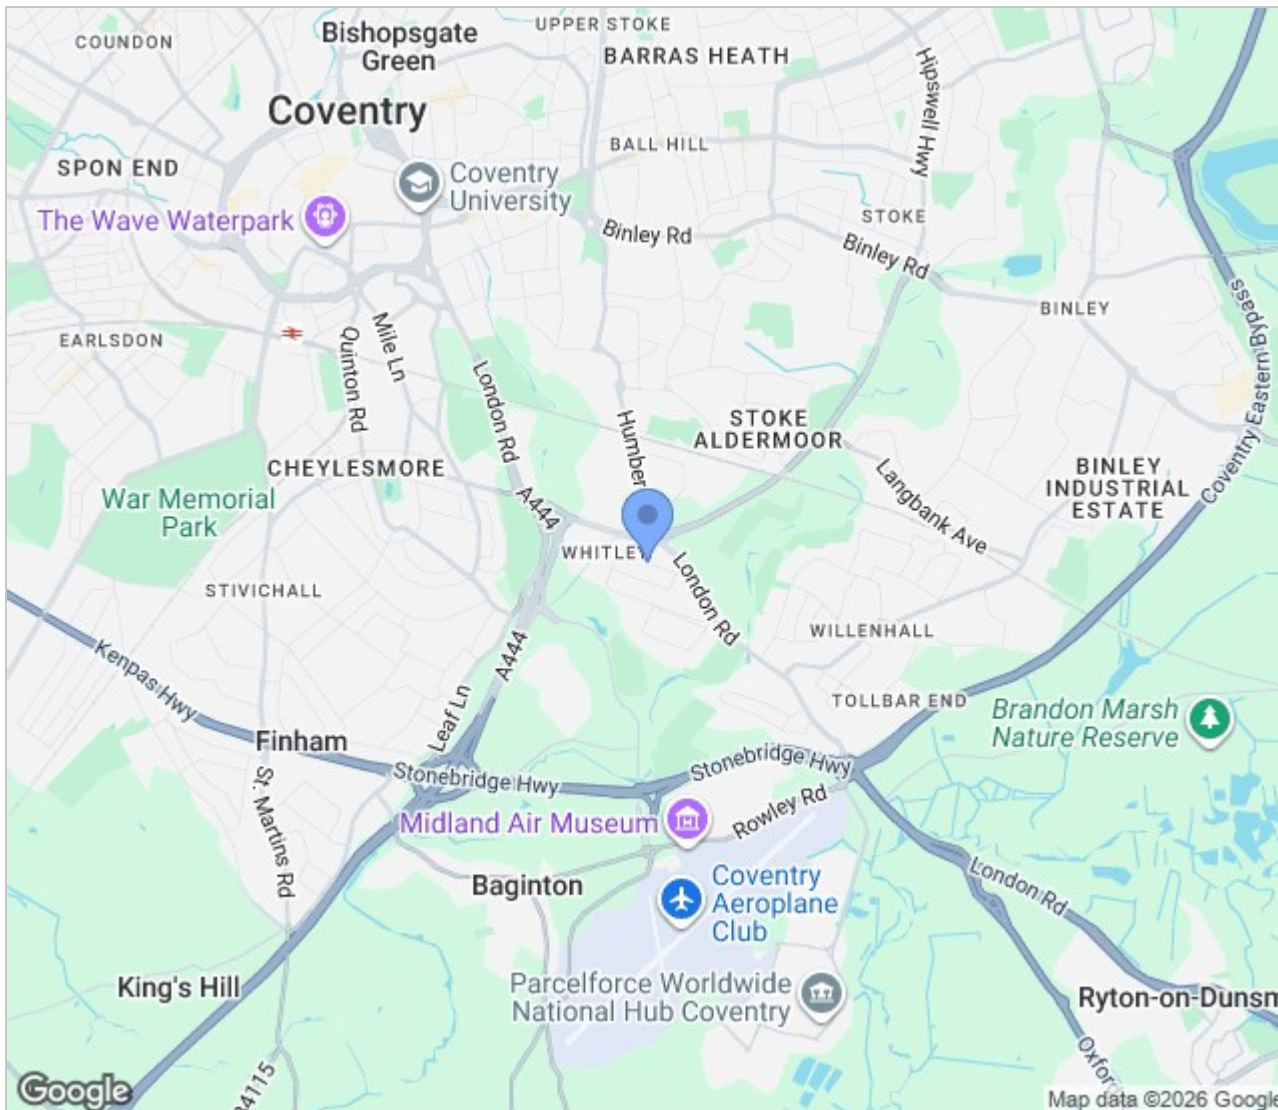 COUNDON
Bishopsgate
Green
UPPER STOKE
BARRAS HEATH
Hipswell Hwy
Coventry
BALL HILL
SPON END
Coventry
University
The Wave Waterpark
STOKE
Binley Rd
Binley Rd
EARLSDON
Mile Ln
Quinton Rd
BINLEY
Coventry Eastern Bypass
London Rd
Humber
STOKE
ALDERMOOR
CHEYLESMORE
War Memorial
Park
A444
Langbank Ave
BINLEY
INDUSTRIAL
ESTATE
WHITLEY
London Rd
STIVICHALL
WILLENHALL
Kenpas Hwy
A444
Leaf Ln
TOLLBAR END
Brandon Marsh
Nature Reserve
Finham
Stonebridge Hwy
Stonebridge Hwy
St. Martins Rd
Midland Air Museum
Rowley Rd
Baginton
Coventry
Aeroplane
Club
London Rd
King's Hill
Parcelforce Worldwide
National Hub Coventry
Ryton-on-Dunsm
Oxford
A4115
Google
Map data ©2026 Google